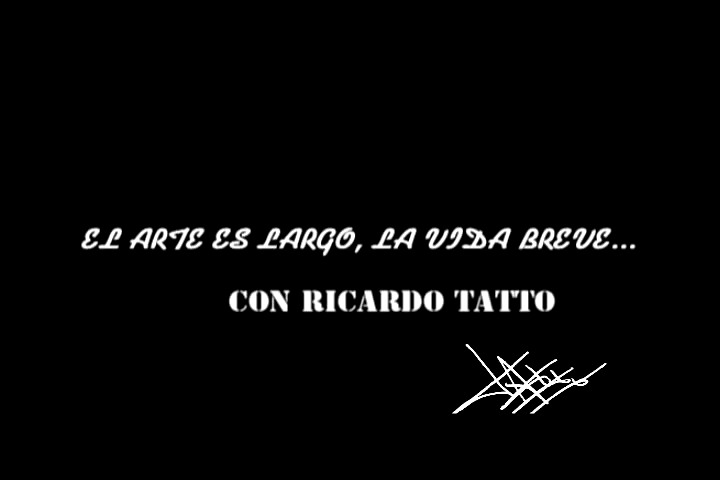 EL ARTE ES LARGO, LA VIDA BREVE...
CON RICARDO TATTO